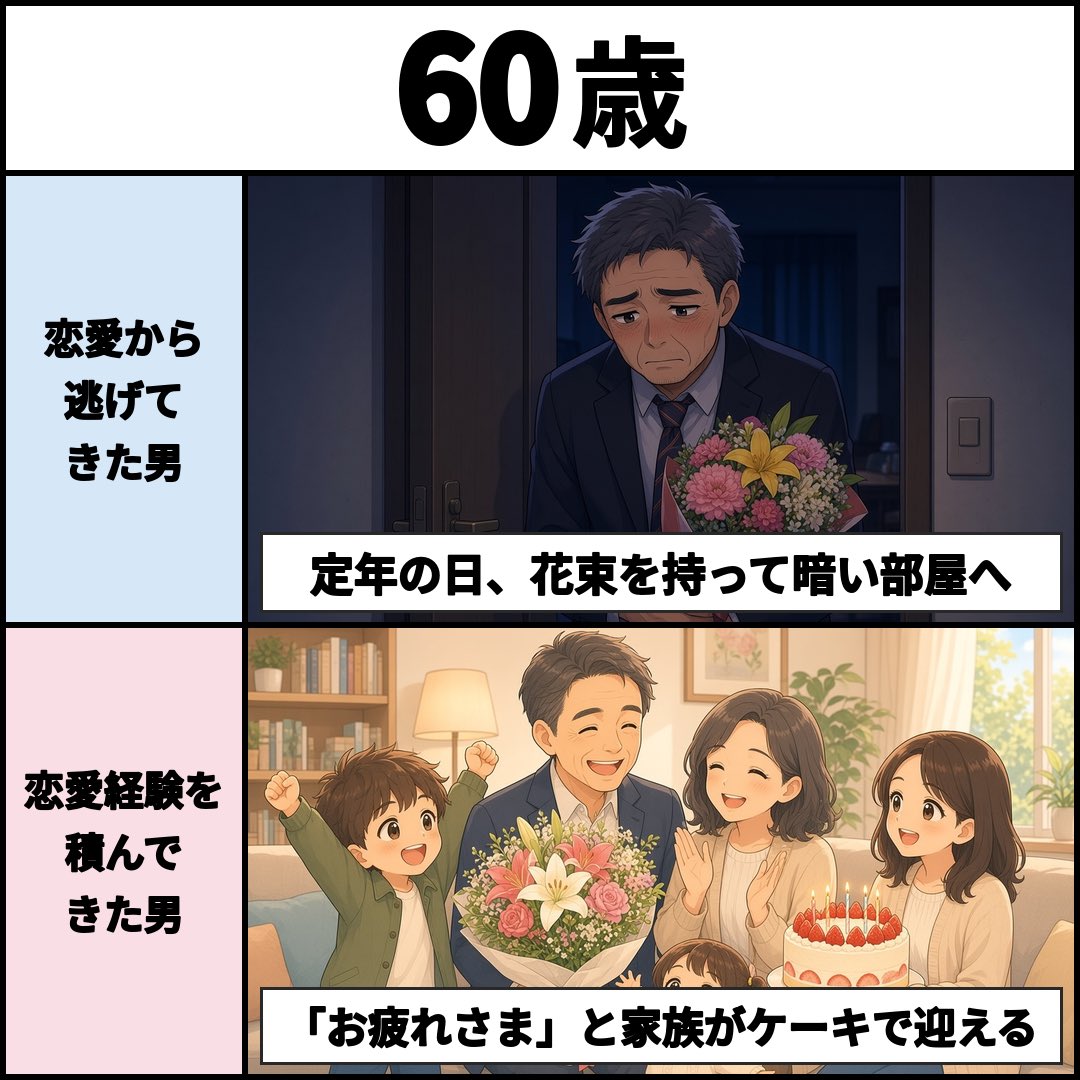 60歳
恋愛から
逃げて
きた男
定年の日、花束を持って暗い部屋へ
恋愛経験を
積んで
きた男
「お疲れさま」と家族がケーキで迎える